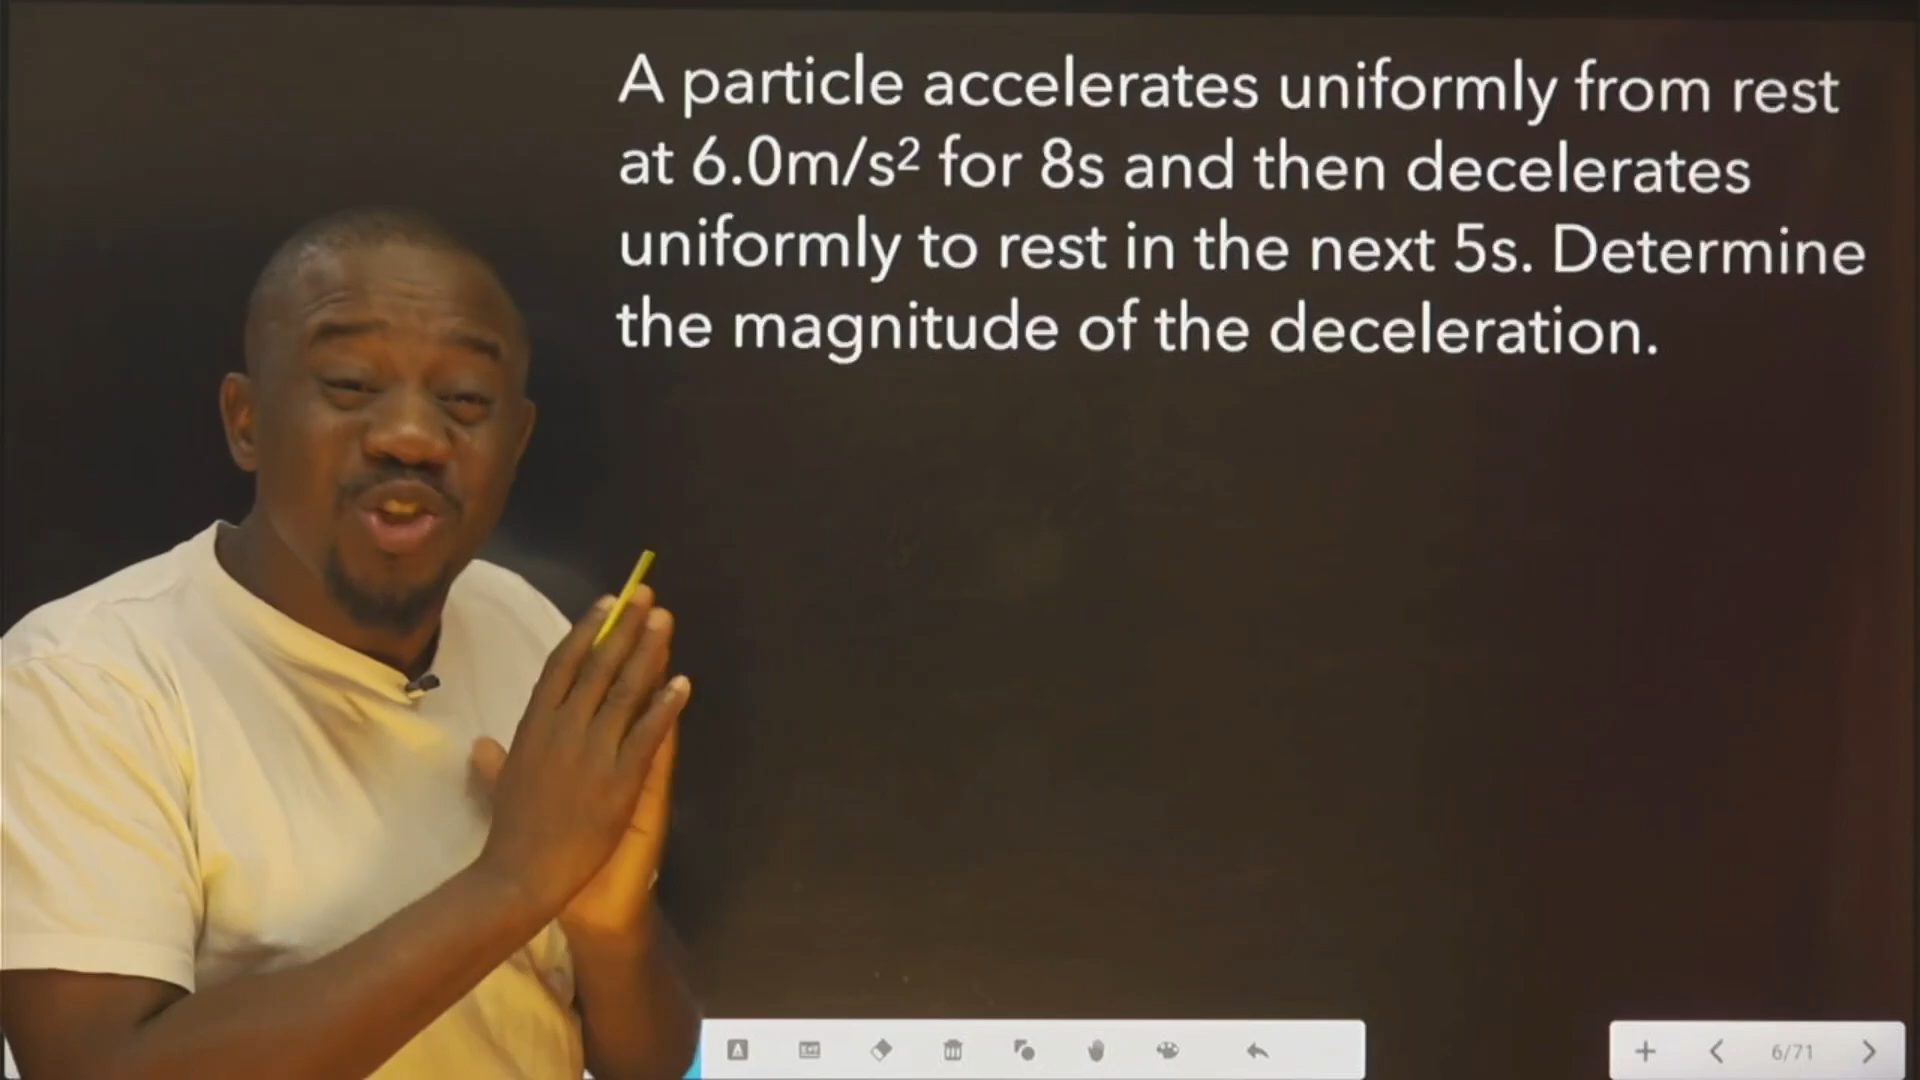 A particle accelerates uniformly from rest
at 6.0m/s² for 8s and then decelerates
uniformly to rest in the next 5s. Determine
the magnitude of the deceleration.
6/71